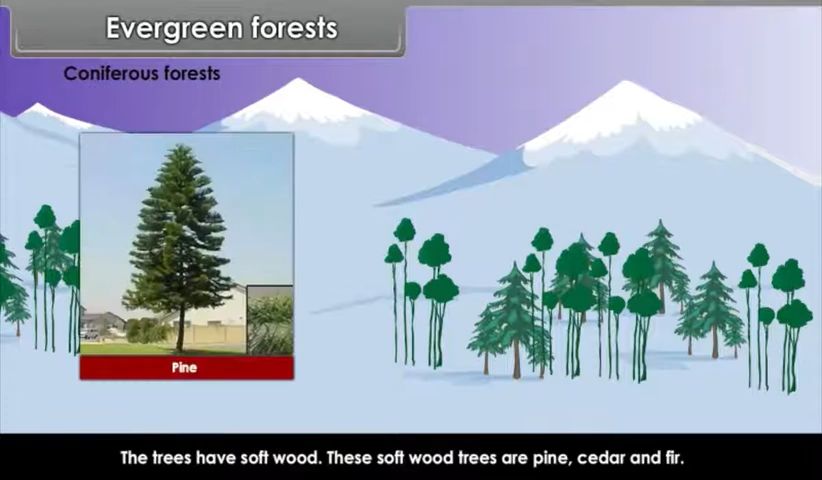 Evergreen forests
Coniferous forests
Pine
The trees have soft wood. These soft wood trees are pine, cedar and fir.